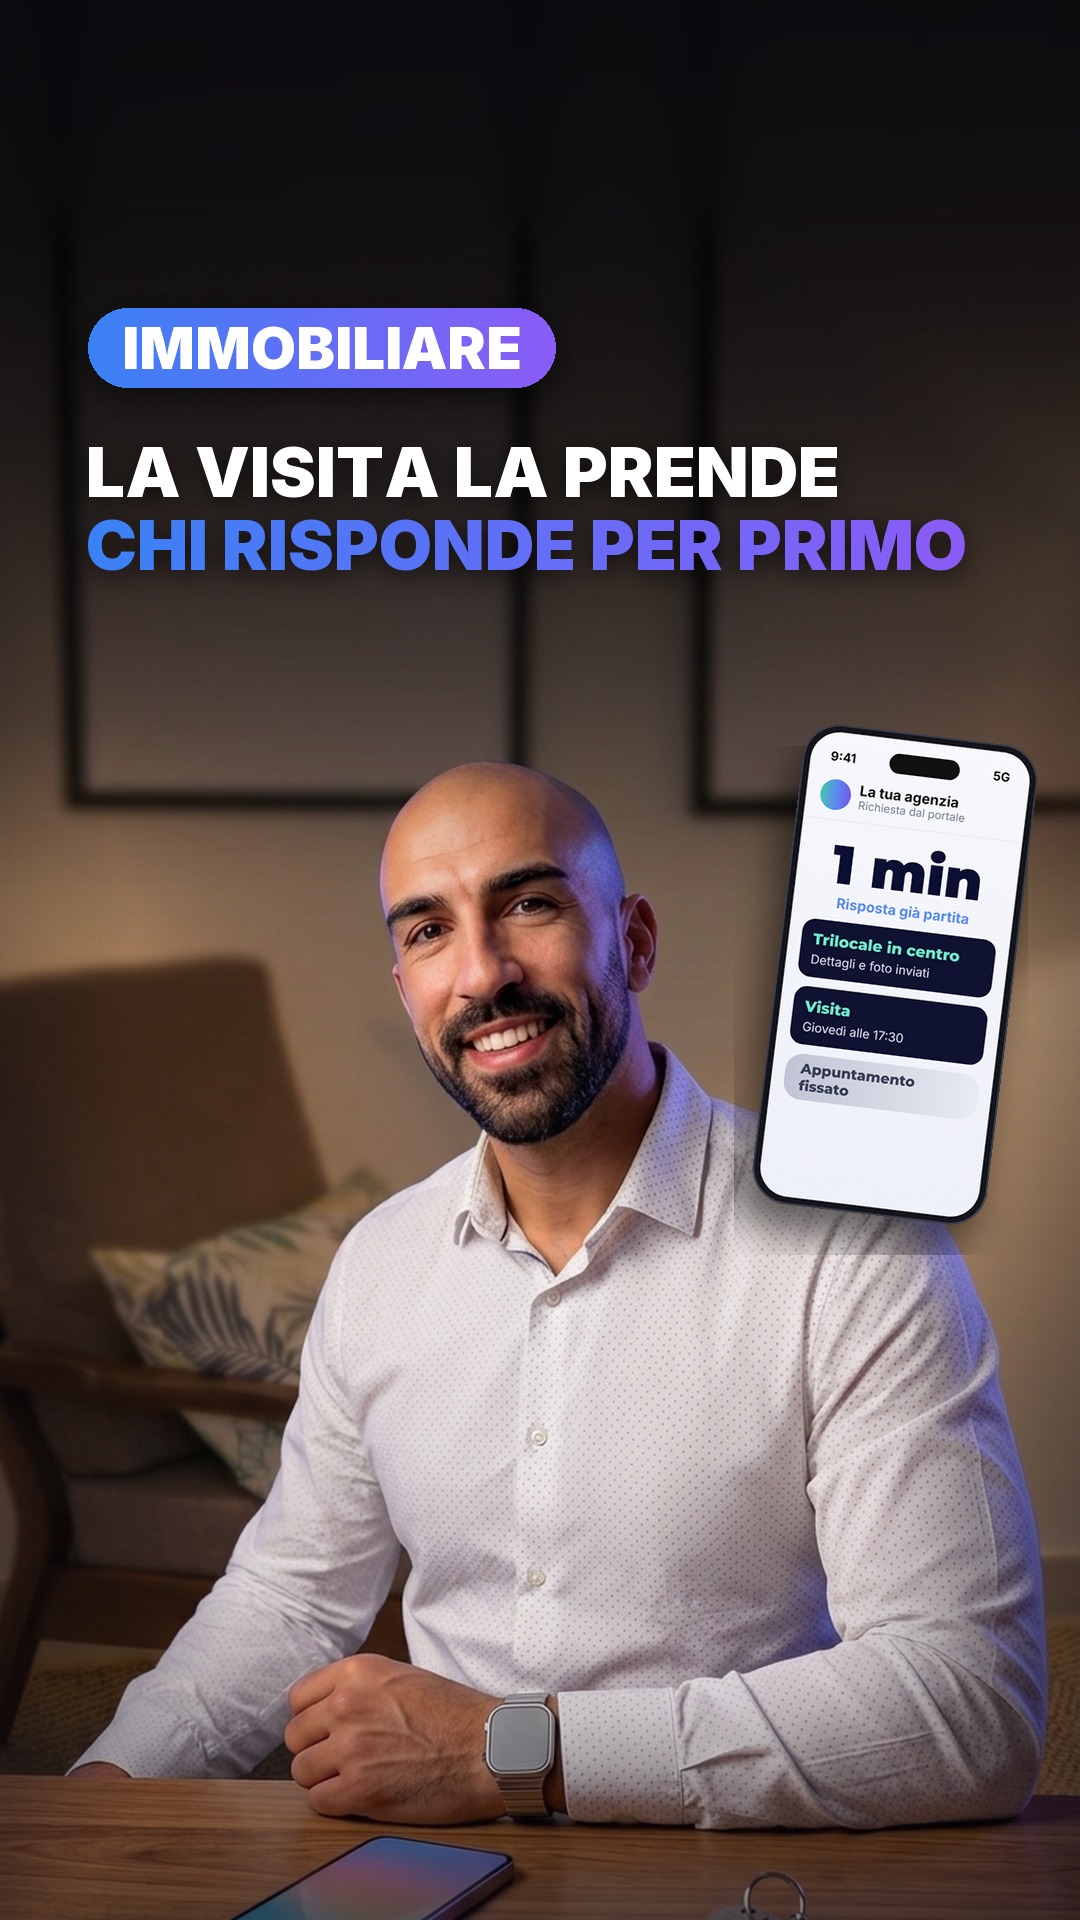 IMMOBILIARE
LA VISITA LA PRENDE
CHI RISPONDE PER PRIMO
9:41
5G
La tua agenzia
Richiesta dal portale
1 min
Risposta già partita
Trilocale in centro
Dettagli e foto inviati
Visita
Giovedì alle 17:30
Appuntamento
fissato